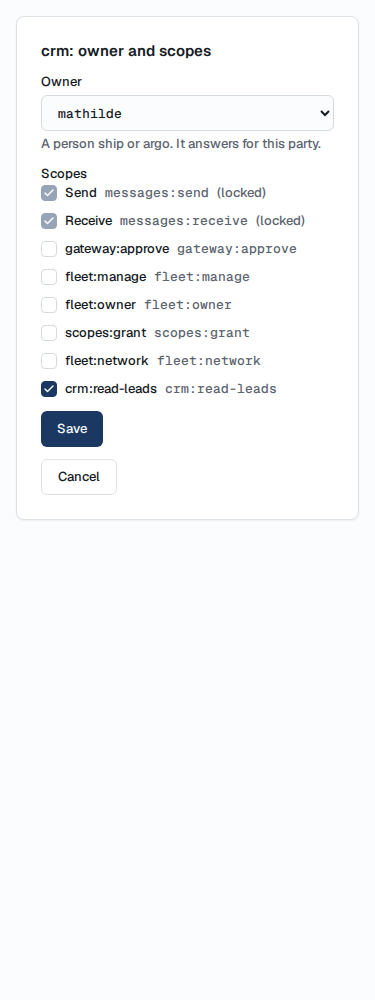 crm: owner and scopes
Owner
mathilde
A person ship or argo. It answers for this party.
Scopes
Send messages:send (locked)
Receive messages:receive (locked)
gateway:approve gateway:approve
fleet:manage fleet:manage
fleet:owner fleet:owner
scopes:grant scopes:grant
fleet:network fleet:network
crm:read-leads crm:read-leads
Save
Cancel